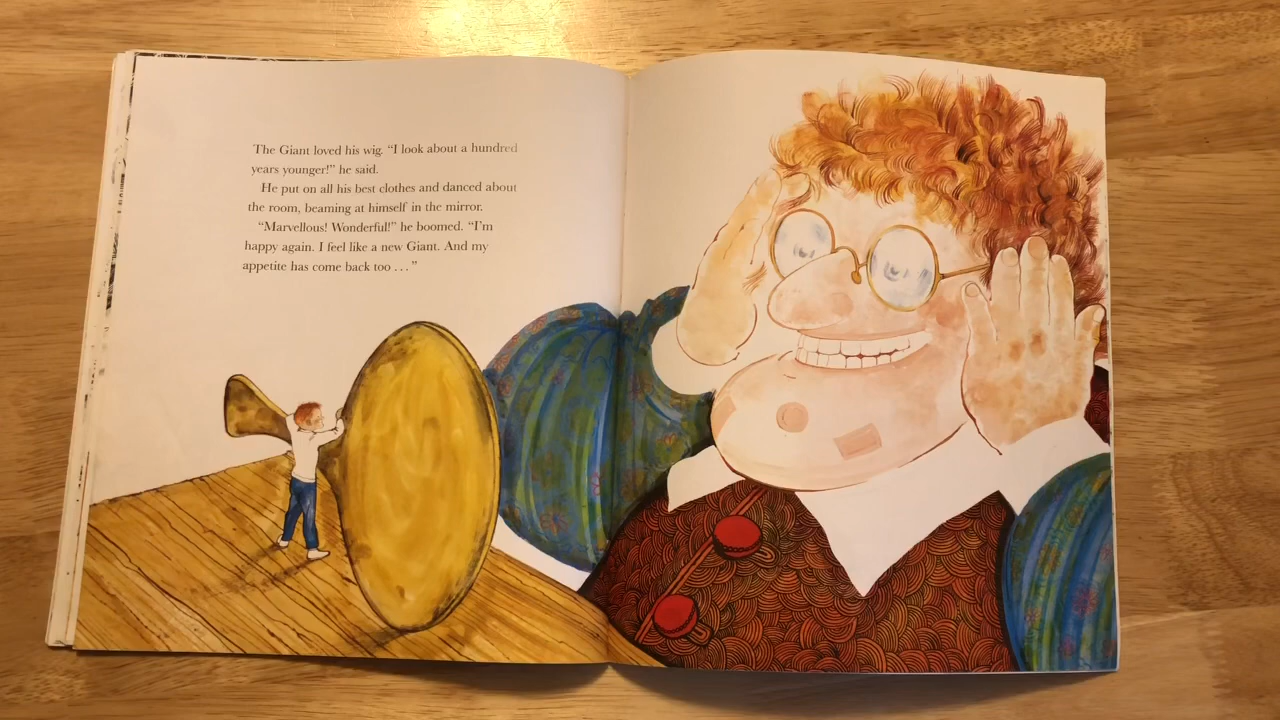 The Giant loved his wig. “I look about a hundred
years younger!” he said.
He put on all his best clothes and danced about
the room, beaming at himself in the mirror.
“Marvellous! Wonderful!” he boomed. “I’m
happy again. I feel like a new Giant. And my
appetite has come back too . . .”